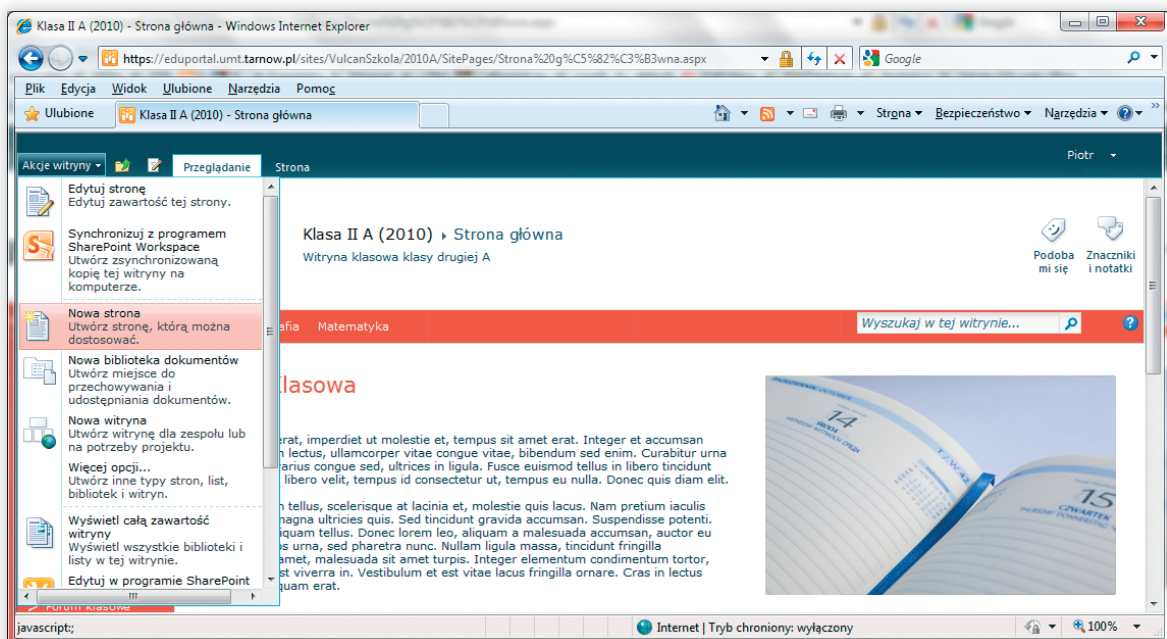 Klasa II A (2010) - Strona główna - Windows Internet Explorer
https://eduportal.umt.tarnow.pl/sites/VulcanSzkola/2010A/SitePages/Strona%20g%C5%82%C3%B3wna.aspx
Google
Plik Edycja Widok Ulubione Narzędzia Pomoc
Ulubione
Klasa II A (2010) - Strona główna
Strona
Bezpieczeństwo
Narzędzia
Piotr
Akcje witryny
Przeglądanie
Strona
Edytuj stronę
Edytuj zawartość tej strony.
Synchronizuj z programem
SharePoint Workspace
Utwórz zsynchronizowaną
kopię tej witryny na
komputerze.
Nowa strona
Utwórz stronę, którą można
dostosować.
Nowa biblioteka dokumentów
Utwórz miejsce do
przechowywania i
udostępniania dokumentów.
Nowa witryna
Utwórz witrynę dla zespołu lub
na potrzeby projektu.
Więcej opcji...
Utwórz inne typy stron, list,
bibliotek i witryn.
Wyświetl całą zawartość
witryny
Wyświetl wszystkie biblioteki i
listy w tej witrynie.
Edytuj w programie SharePoint
Forum klasowe
Klasa II A (2010) › Strona główna
Witryna klasowa klasy drugiej A
Podoba
mi się
Znaczniki
i notatki
afia Matematyka
Wyszukaj w tej witrynie...
lasowa
erat, imperdiet ut molestie et, tempus sit amet erat. Integer et accumsan
lectus, ullamcorper vitae congue vitae, bibendum sed enim. Curabitur urna
varius congue sed, ultrices in ligula. Fusce euismod tellus in libero tincidunt
libero velit, tempus id consectetur ut, tempus eu nulla. Donec quis diam elit.
tellus, scelerisque at lacinia et, molestie quis lacus. Nam pretium iaculis
magna ultricies quis. Sed tincidunt gravida accumsan. Suspendisse potenti.
iquam tellus. Donec lorem leo, aliquam a malesuada accumsan, auctor eu
os urna, sed pharetra nunc. Nullam ligula massa, tincidunt fringilla
amet, malesuada sit amet turpis. Integer elementum condimentum tortor,
st viverra in. Vestibulum et est vitae lacus fringilla ornare. Cras in lectus
quam erat.
14
ŚRODA
15
CZWARTEK
javascript:;
Internet | Tryb chroniony: wyłączony
100%